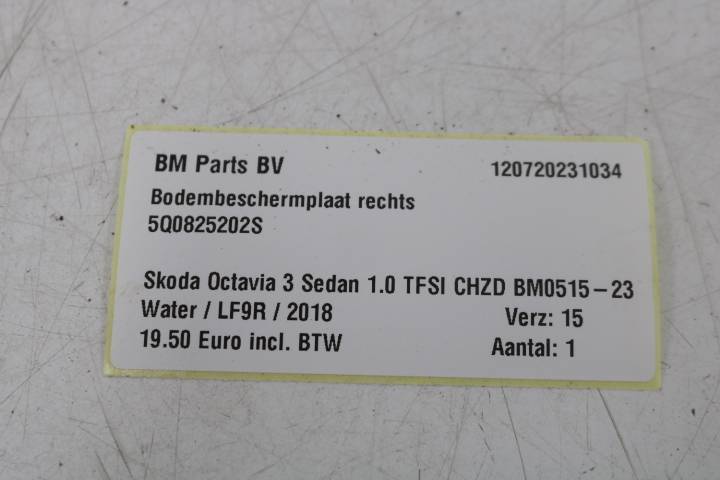 BM Parts BV 120720231034
Bodembeschermplaat rechts
5Q0825202S
Skoda Octavia 3 Sedan 1.0 TFSI CHZD BM0515-23
Water / LF9R / 2018 Verz: 15
19.50 Euro incl. BTW Aantal: 1